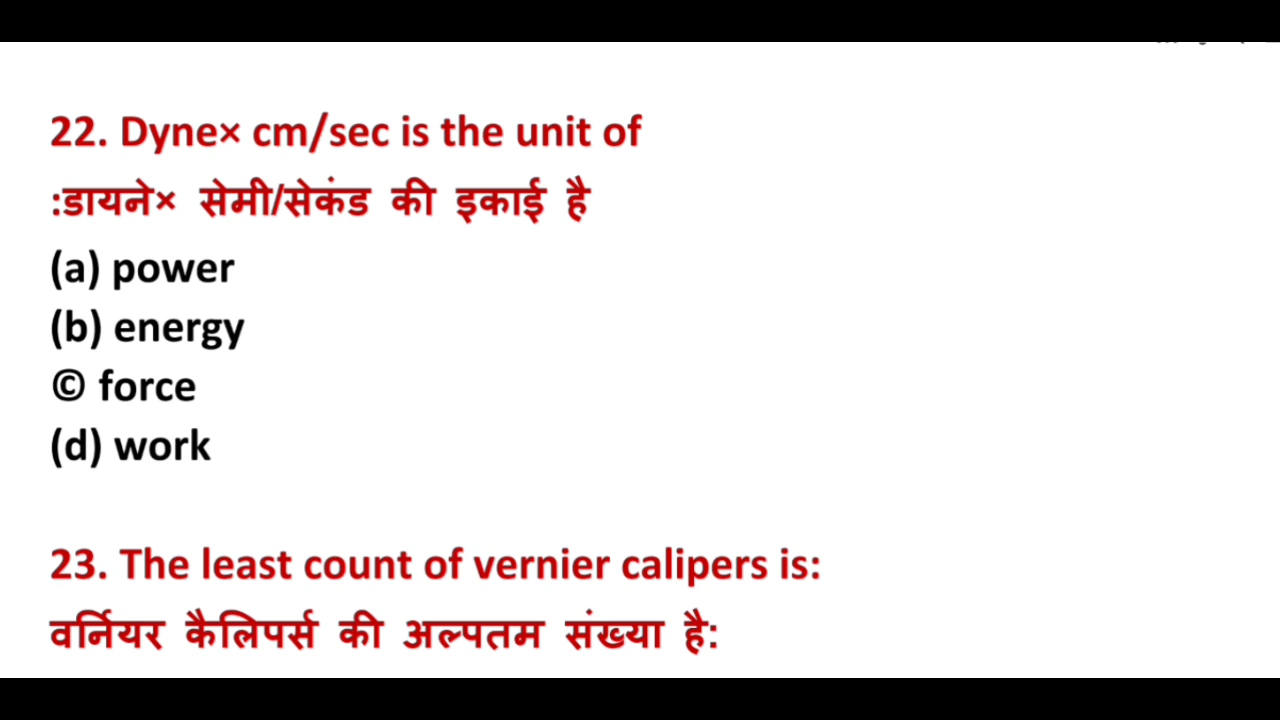 22. Dyne× cm/sec is the unit of
:डायने× सेमी/सेकंड की इकाई है
(a) power
(b) energy
© force
(d) work
23. The least count of vernier calipers is:
वर्नियर कैलिपर्स की अल्पतम संख्या है: